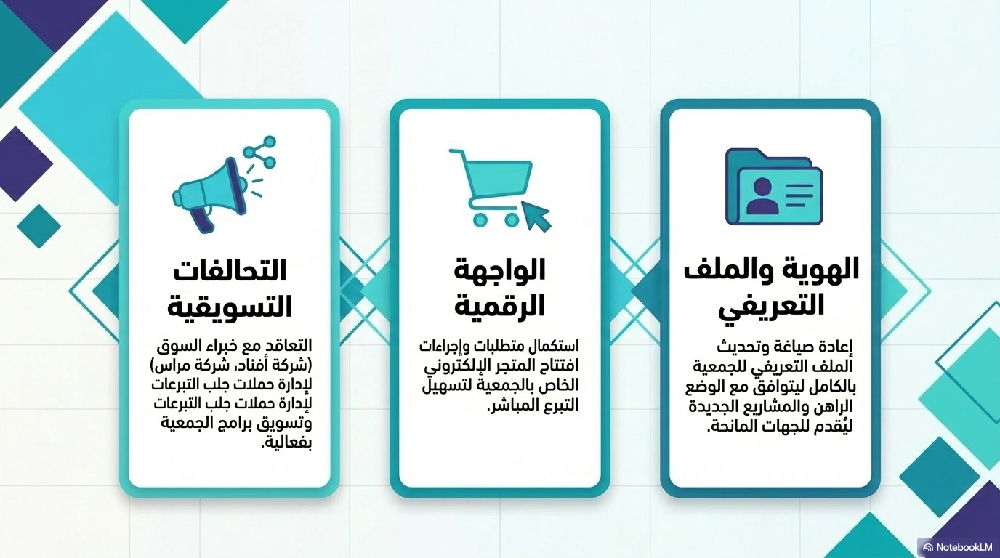 الهوية والملف
التعريفي
إعادة صياغة وتحديث
الملف التعريفي للجمعية
بالكامل ليتوافق مع الوضع
الراهن والمشاريع الجديدة
ليُقدم للجهات المانحة.
الواجهة
الرقمية
استكمال متطلبات وإجراءات
افتتاح المتجر الإلكتروني
الخاص بالجمعية لتسهيل
التبرع المباشر.
التحالفات
التسويقية
التعاقد مع خبراء السوق
(شركة أفناد، شركة مراس)
لإدارة حملات جلب التبرعات
لإدارة حملات جلب التبرعات
وتسويق برامج الجمعية
بفعالية.
NotebookLM